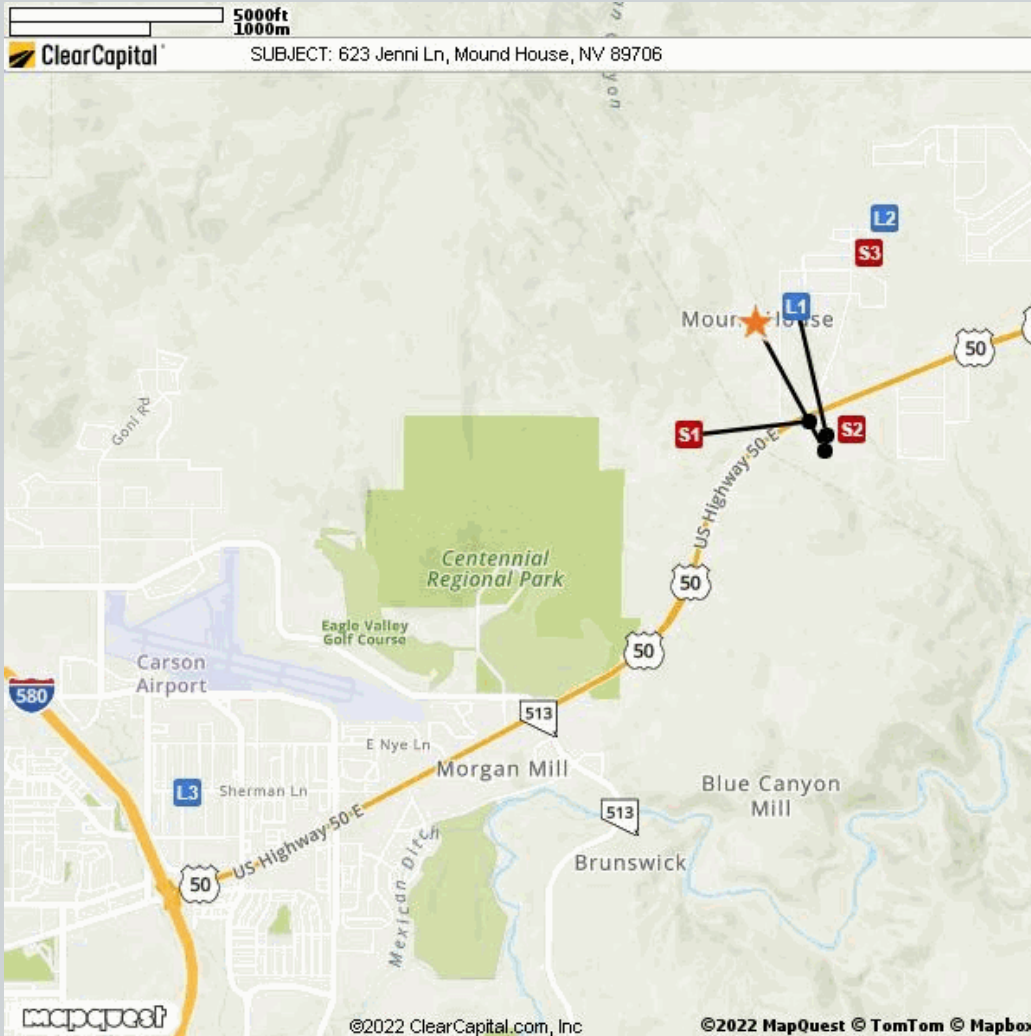 5000ft
1000m
ClearCapital
SUBJECT: 623 Jenni Ln, Mound House, NV 89706
L2
S3
L1
50
S1
S2
Goni Rd
US Highway 50 E
Centennial
Regional Park
50
Eagle Valley
Golf Course
50
Carson
Airport
580
513
E Nye Ln
Morgan Mill
Blue Canyon
Mill
L3
Sherman Ln
513
US Highway 50 E
Mexican Ditch
Brunswick
50
mapquest
©2022 ClearCapital.com, Inc
©2022 MapQuest © TomTom © Mapbox